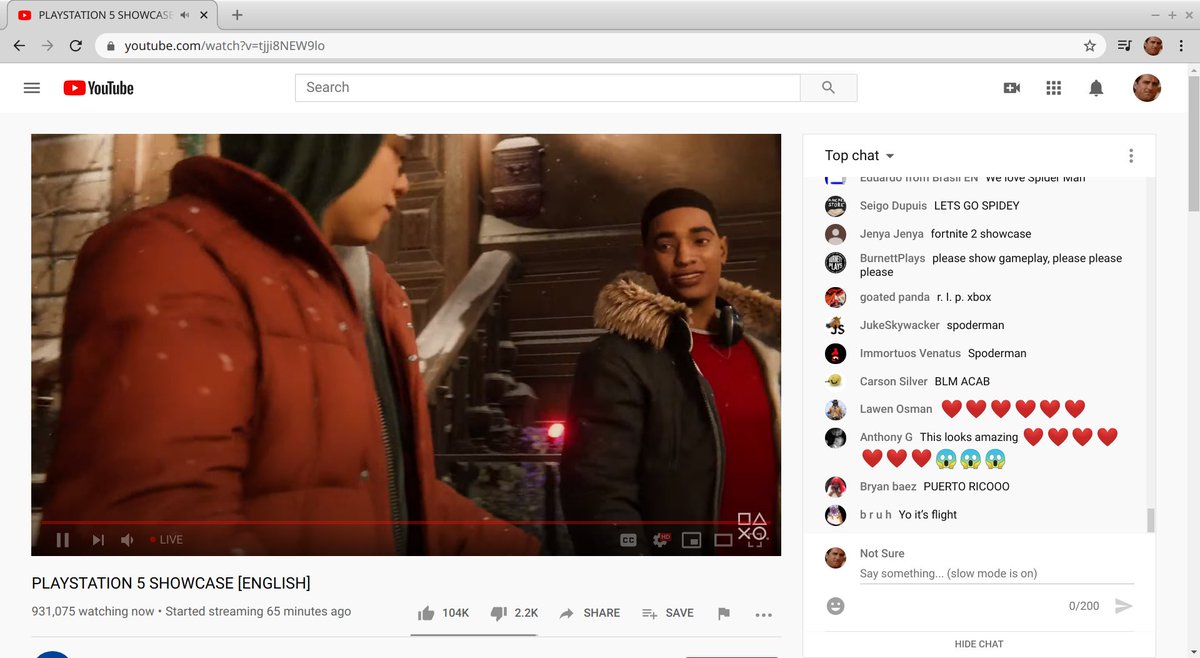 PLAYSTATION 5 SHOWCASE
youtube.com/watch?v=tjji8NEW9lo
YouTube
Search
Top chat
Eduardo from Brasil EN We love Spider Man
Seigo Dupuis LETS GO SPIDEY
Jenya Jenya fortnite 2 showcase
BurnettPlays please show gameplay, please please
please
goated panda r. l. p. xbox
JukeSkywacker spoderman
Immortuos Venatus Spoderman
Carson Silver BLM ACAB
Lawen Osman ❤️❤️❤️❤️❤️❤️
Anthony G This looks amazing ❤️❤️❤️❤️
❤️❤️❤️😱😱😱
Bryan baez PUERTO RICOOO
b r u h Yo it's flight
LIVE
CC
HD
PLAYSTATION 5 SHOWCASE [ENGLISH]
931,075 watching now • Started streaming 65 minutes ago
104K 2.2K SHARE SAVE
Not Sure
Say something... (slow mode is on)
0/200
HIDE CHAT